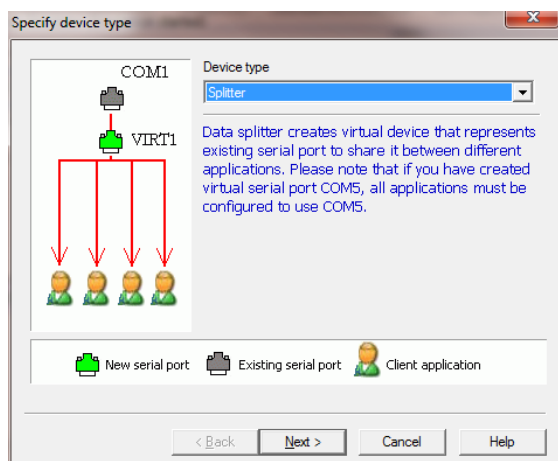 Specify device type
COM1
VIRT1
Device type
Splitter
Data splitter creates virtual device that represents
existing serial port to share it between different
applications. Please note that if you have created
virtual serial port COM5, all applications must be
configured to use COM5.
New serial port
Existing serial port
Client application
< Back
Next >
Cancel
Help